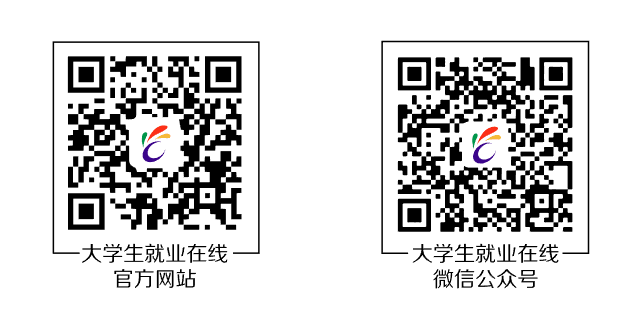 大学生就业在线
官方网站
大学生就业在线
微信公众号